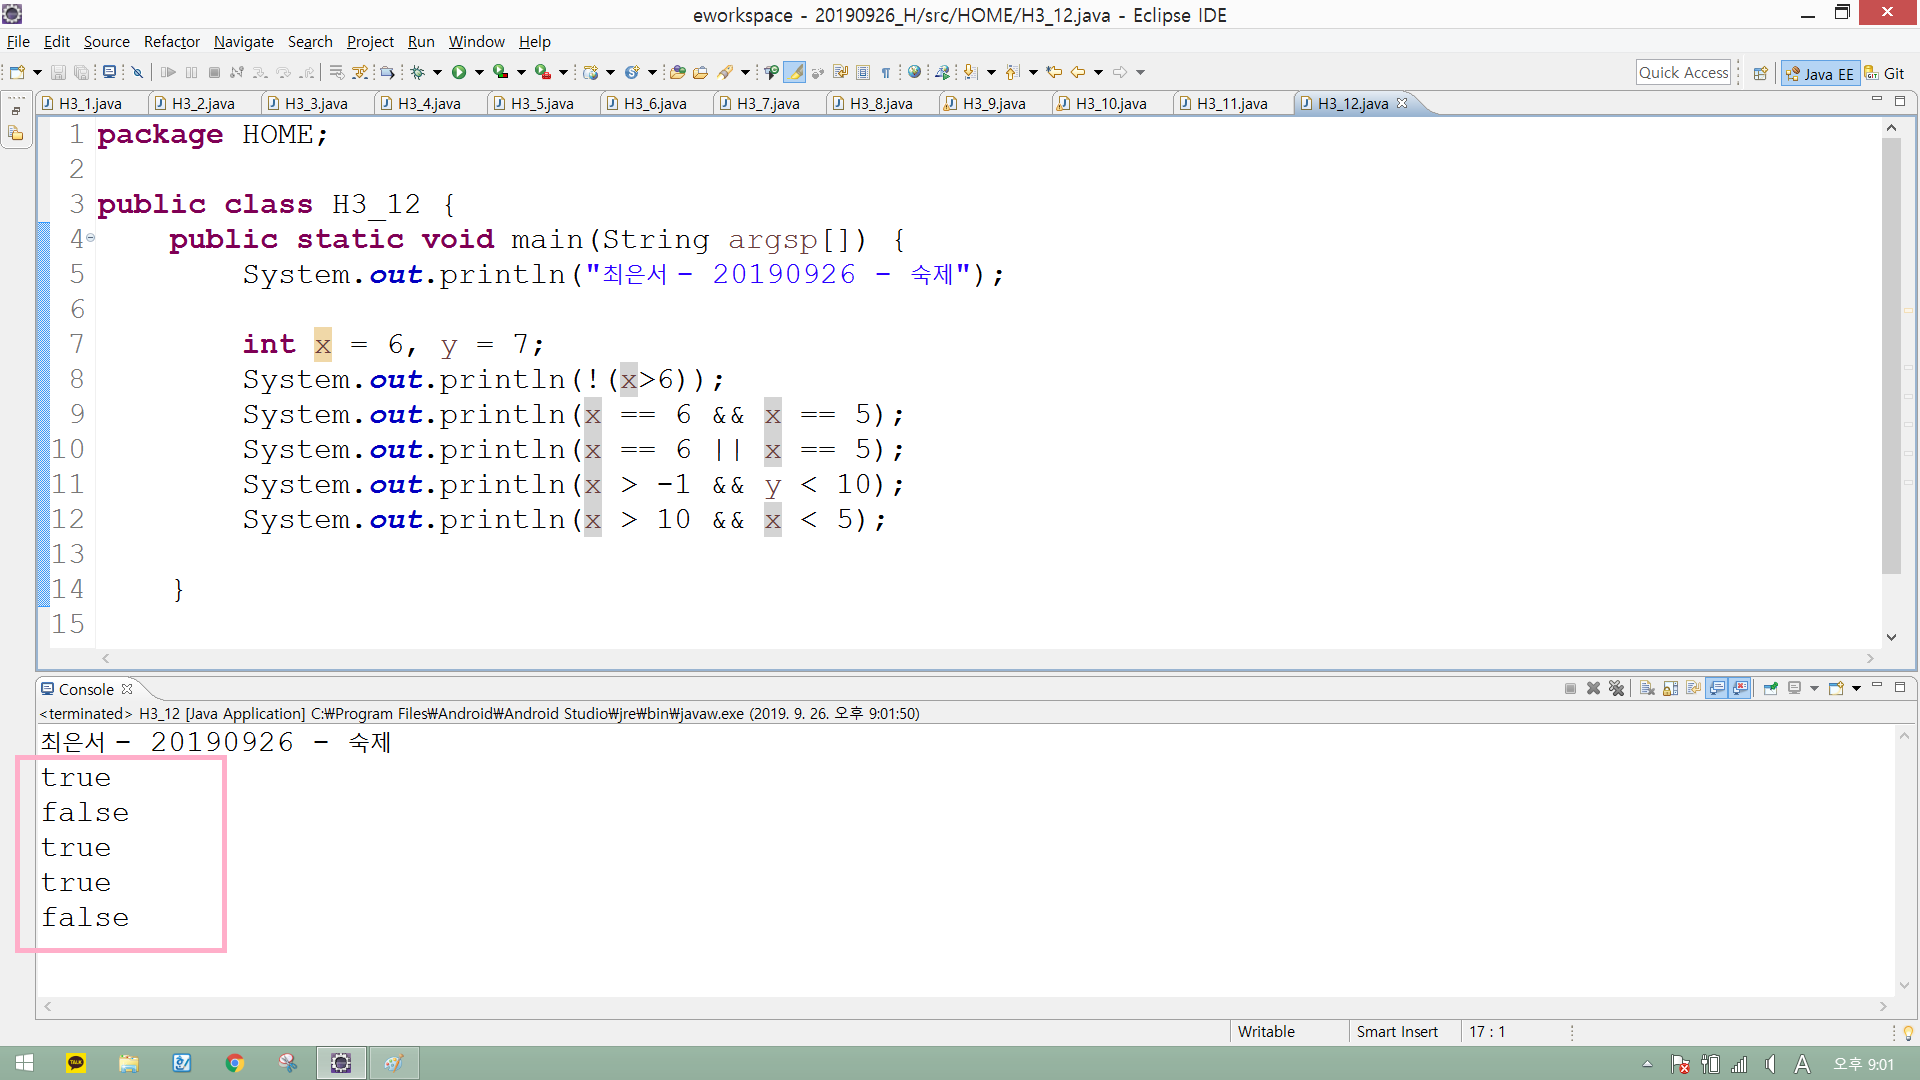 eworkspace - 20190926_H/src/HOME/H3_12.java - Eclipse IDE
File Edit Source Refactor Navigate Search Project Run Window Help
Quick Access
Java EE
Git
H3_1.java H3_2.java H3_3.java H3_4.java H3_5.java H3_6.java H3_7.java H3_8.java H3_9.java H3_10.java H3_11.java H3_12.java
1 package HOME;
2
3 public class H3_12 {
4 public static void main(String argsp[]) {
5 System.out.println("최은서 - 20190926 - 숙제");
6
7 int x = 6, y = 7;
8 System.out.println(!(x>6));
9 System.out.println(x == 6 && x == 5);
10 System.out.println(x == 6 || x == 5);
11 System.out.println(x > -1 && y < 10);
12 System.out.println(x > 10 && x < 5);
13
14 }
15
Console
<terminated> H3_12 [Java Application] C:₩Program Files₩Android₩Android Studio₩jre₩bin₩javaw.exe (2019. 9. 26. 오후 9:01:50)
최은서 - 20190926 - 숙제
true
false
true
true
false
Writable Smart Insert 17 : 1
TALK
A 오후 9:01